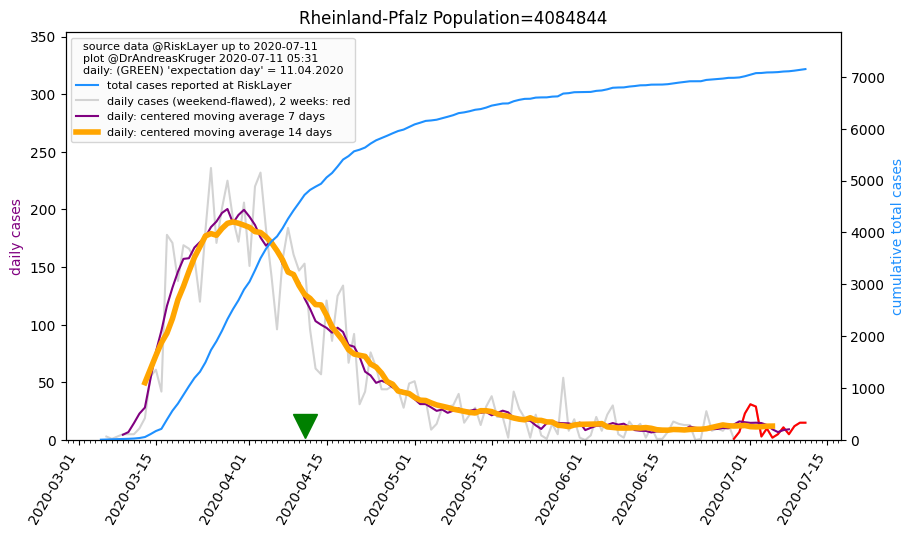 Rheinland-Pfalz Population=4084844
source data @RiskLayer up to 2020-07-11
plot @DrAndreasKruger 2020-07-11 05:31
daily: (GREEN) 'expectation day' = 11.04.2020
total cases reported at RiskLayer
daily cases (weekend-flawed), 2 weeks: red
daily: centered moving average 7 days
daily: centered moving average 14 days
daily cases
350
300
250
200
150
100
50
0
cumulative total cases
7000
6000
5000
4000
3000
2000
1000
0
2020-03-01
2020-03-15
2020-04-01
2020-04-15
2020-05-01
2020-05-15
2020-06-01
2020-06-15
2020-07-01
2020-07-15